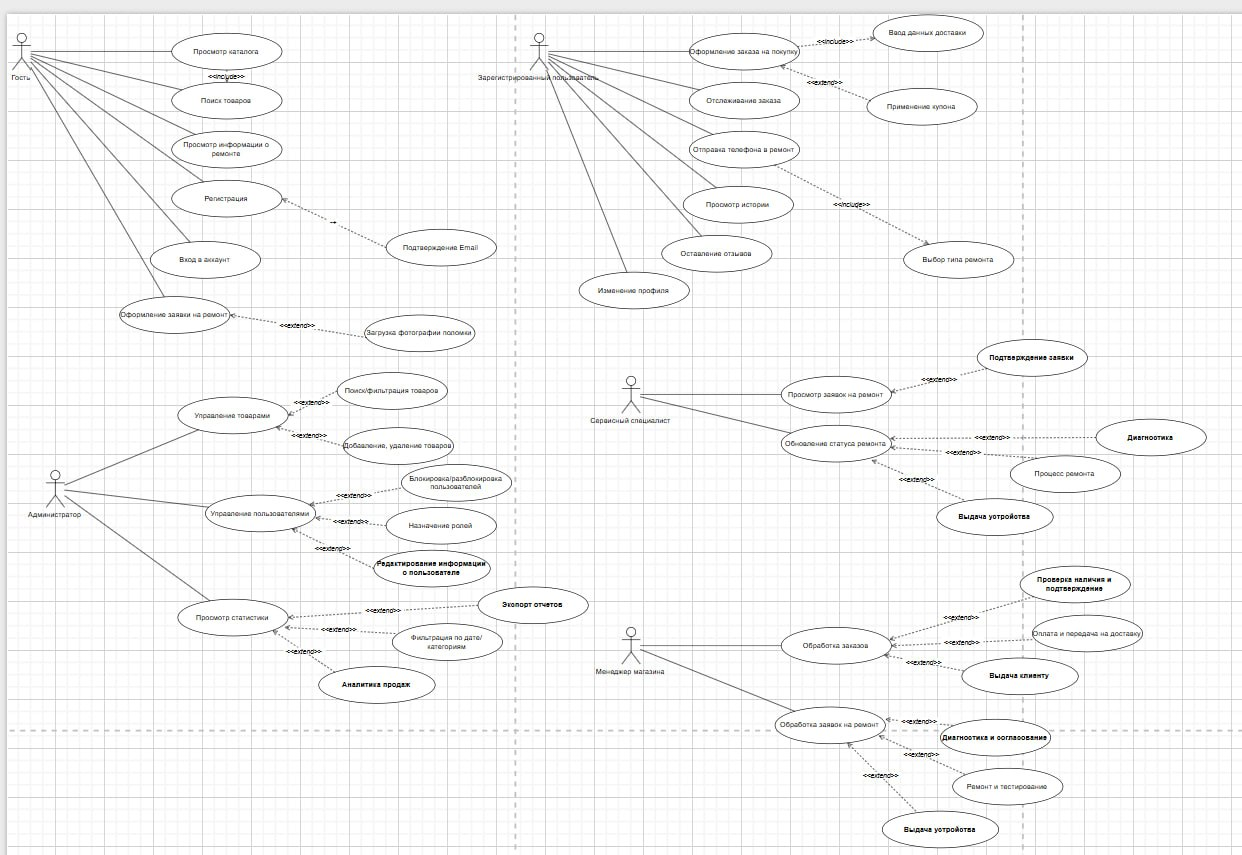 Гость
Просмотр каталога
<<include>>
Поиск товаров
Просмотр информации о
ремонте
Регистрация
Подтверждение Email
Вход в аккаунт
Оформление заявки на ремонт
<<extend>>
Загрузка фотографии поломки
Зарегистрированный пользователь
Оформление заказа на покупку
<<include>>
Ввод данных доставки
<<extend>>
Применение купона
Отслеживание заказа
Отправка телефона в ремонт
<<include>>
Выбор типа ремонта
Просмотр истории
Оставление отзывов
Изменение профиля
Администратор
Управление товарами
<<extend>>
Поиск/фильтрация товаров
<<extend>>
Добавление, удаление товаров
Управление пользователями
<<extend>>
Блокировка/разблокировка
пользователей
<<extend>>
Назначение ролей
<<extend>>
Редактирование информации
о пользователе
Просмотр статистики
<<extend>>
Экспорт отчетов
<<extend>>
Фильтрация по дате/
категориям
<<extend>>
Аналитика продаж
Сервисный специалист
Просмотр заявок на ремонт
<<extend>>
Подтверждение заявки
Обновление статуса ремонта
<<extend>>
Диагностика
<<extend>>
Процесс ремонта
<<extend>>
Выдача устройства
Менеджер магазина
Обработка заказов
<<extend>>
Проверка наличия и
подтверждение
<<extend>>
Оплата и передача на доставку
<<extend>>
Выдача клиенту
Обработка заявок на ремонт
<<extend>>
Диагностика и согласование
<<extend>>
Ремонт и тестирование
<<extend>>
Выдача устройства